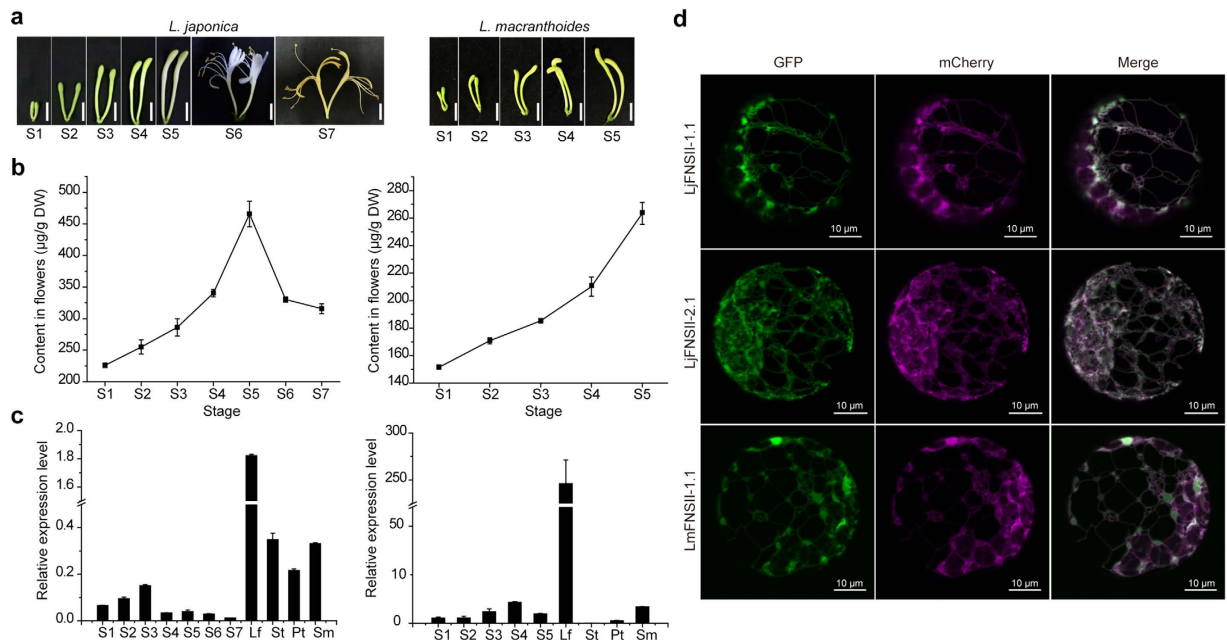 a
L. japonica
L. macranthoides
S1 S2 S3 S4 S5 S6 S7
S1 S2 S3 S4 S5
b
Content in flowers (µg/g DW)
500
450
400
350
300
250
200
S1 S2 S3 S4 S5 S6 S7
Stage
Content in flowers (µg/g DW)
280
260
240
220
200
180
160
140
S1 S2 S3 S4 S5
Stage
c
Relative expression level
2.0
1.8
1.6
0.4
0.2
0.0
S1 S2 S3 S4 S5 S6 S7 Lf St Pt Sm
Relative expression level
300
250
200
50
10
0
S1 S2 S3 S4 S5 Lf St Pt Sm
d
GFP mCherry Merge
LjFNSII-1.1
10 µm 10 µm 10 µm
LjFNSII-2.1
10 µm 10 µm 10 µm
LmFNSII-1.1
10 µm 10 µm 10 µm